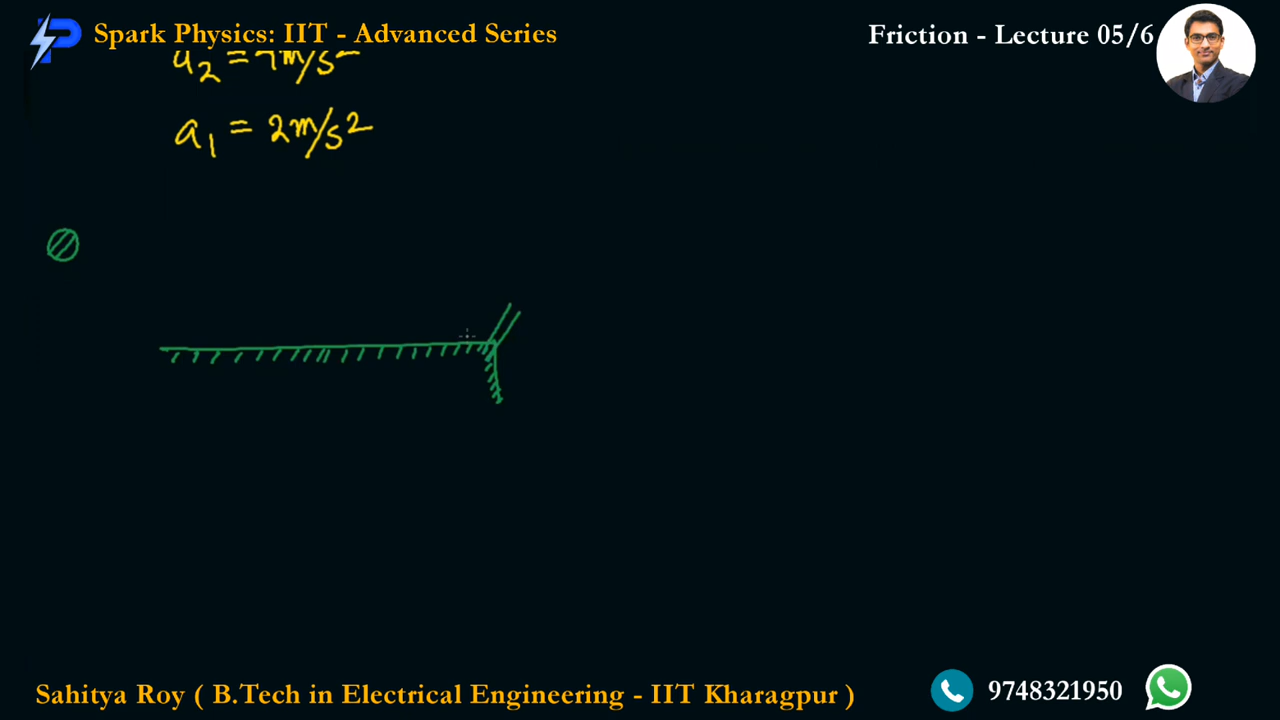 Spark Physics: IIT - Advanced Series
Friction - Lecture 05/6
a₁ = 2m/s²
Sahitya Roy ( B.Tech in Electrical Engineering - IIT Kharagpur )
9748321950